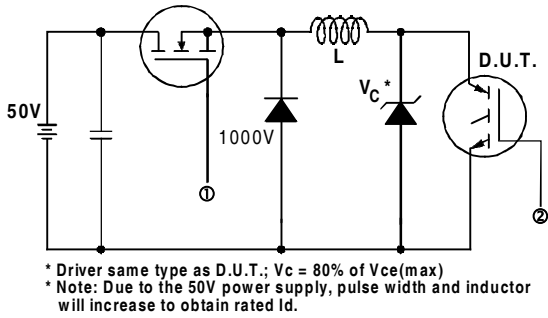 L
D.U.T.
V_C *
50V
1000V
①
②
* Driver same type as D.U.T.; Vc = 80% of Vce(max)
* Note: Due to the 50V power supply, pulse width and inductor
will increase to obtain rated Id.